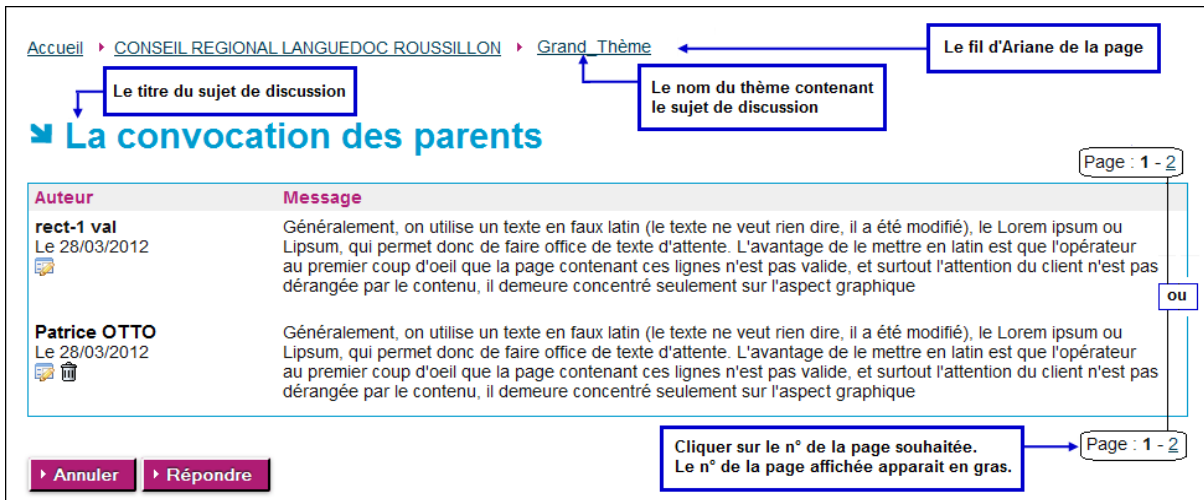 Accueil CONSEIL REGIONAL LANGUEDOC ROUSSILLON Grand_Thème
Le fil d'Ariane de la page
Le titre du sujet de discussion
Le nom du thème contenant
le sujet de discussion
La convocation des parents
Page : 1 - 2
Auteur Message
rect-1 val
Le 28/03/2012
Généralement, on utilise un texte en faux latin (le texte ne veut rien dire, il a été modifié), le Lorem ipsum ou
Lipsum, qui permet donc de faire office de texte d'attente. L'avantage de le mettre en latin est que l'opérateur
au premier coup d'oeil que la page contenant ces lignes n'est pas valide, et surtout l'attention du client n'est pas
dérangée par le contenu, il demeure concentré seulement sur l'aspect graphique
ou
Patrice OTTO
Le 28/03/2012
Généralement, on utilise un texte en faux latin (le texte ne veut rien dire, il a été modifié), le Lorem ipsum ou
Lipsum, qui permet donc de faire office de texte d'attente. L'avantage de le mettre en latin est que l'opérateur
au premier coup d'oeil que la page contenant ces lignes n'est pas valide, et surtout l'attention du client n'est pas
dérangée par le contenu, il demeure concentré seulement sur l'aspect graphique
Cliquer sur le n° de la page souhaitée.
Le n° de la page affichée apparait en gras.
Page : 1 - 2
Annuler Répondre